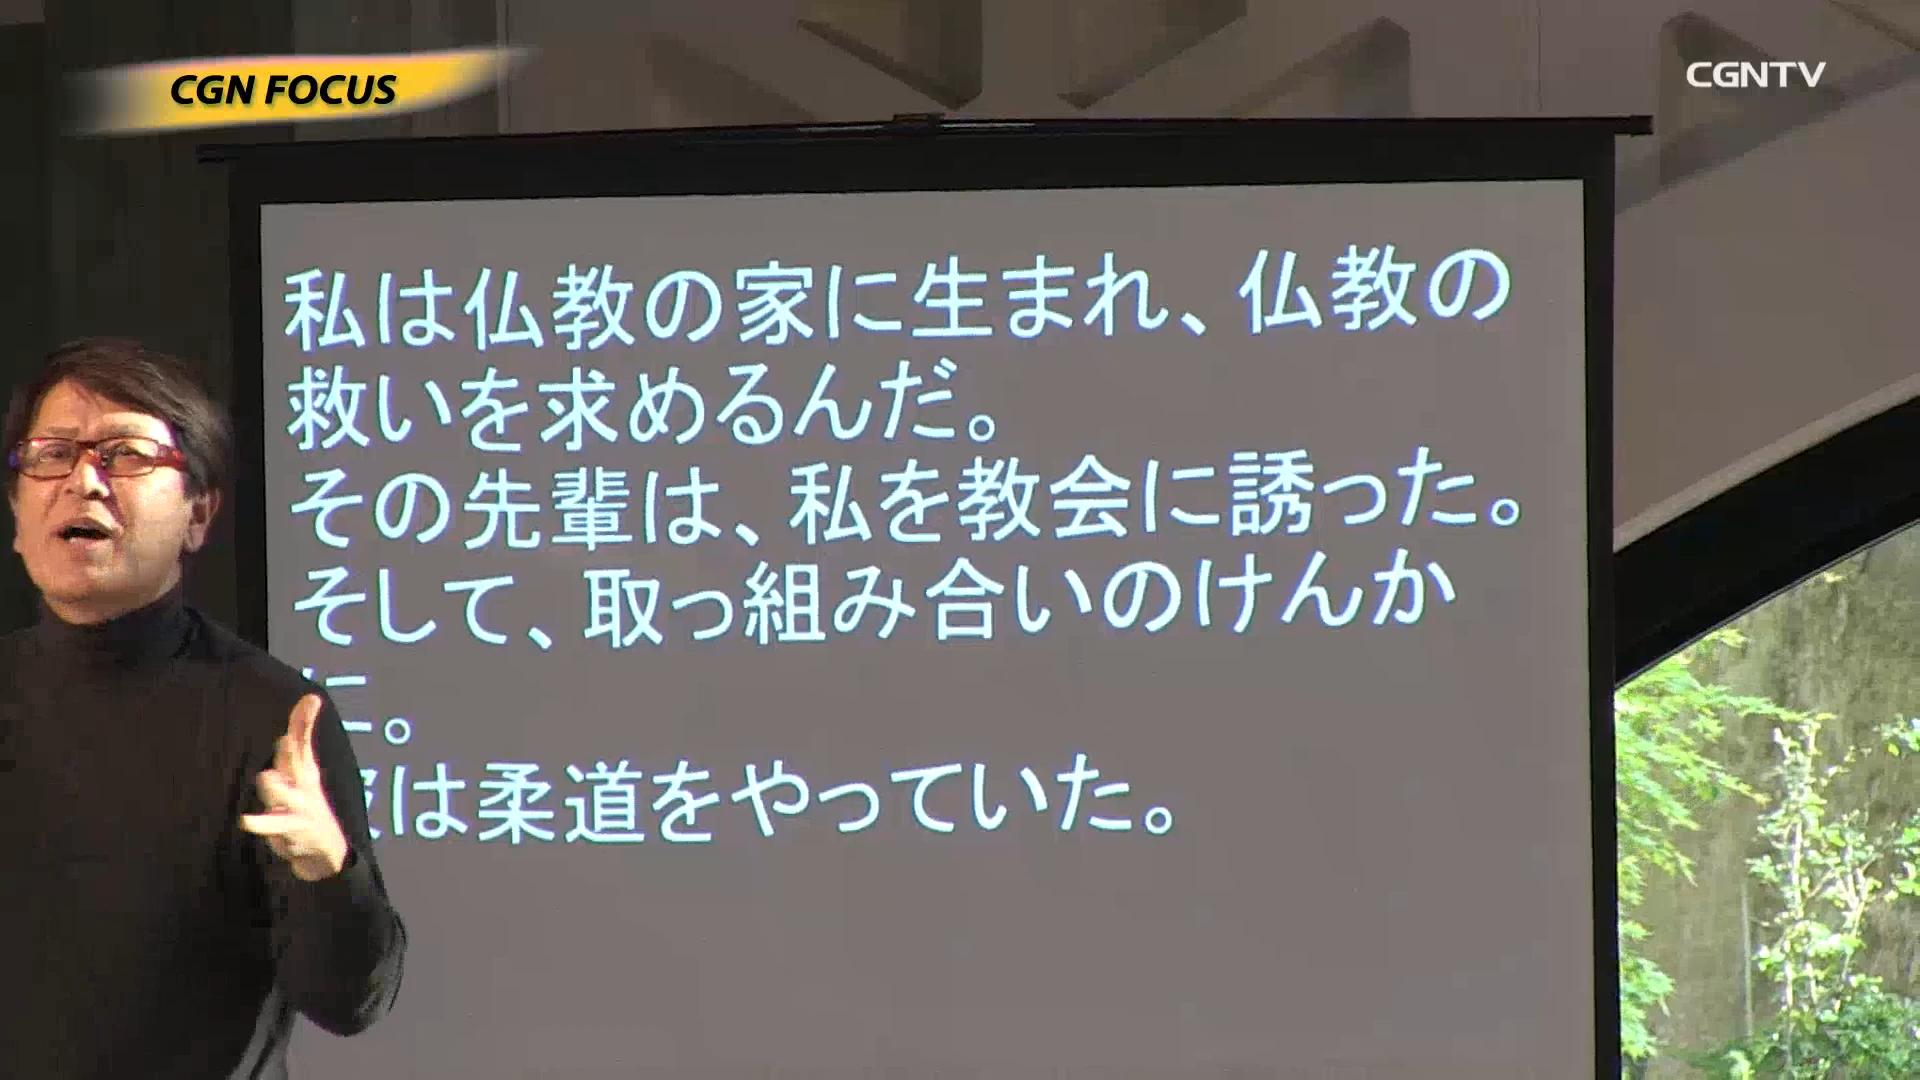 CGN FOCUS
CGNTV
私は仏教の家に生まれ、仏教の
救いを求めるんだ。
その先輩は、私を教会に誘った。
そして、取っ組み合いのけんか
に。
は柔道をやっていた。